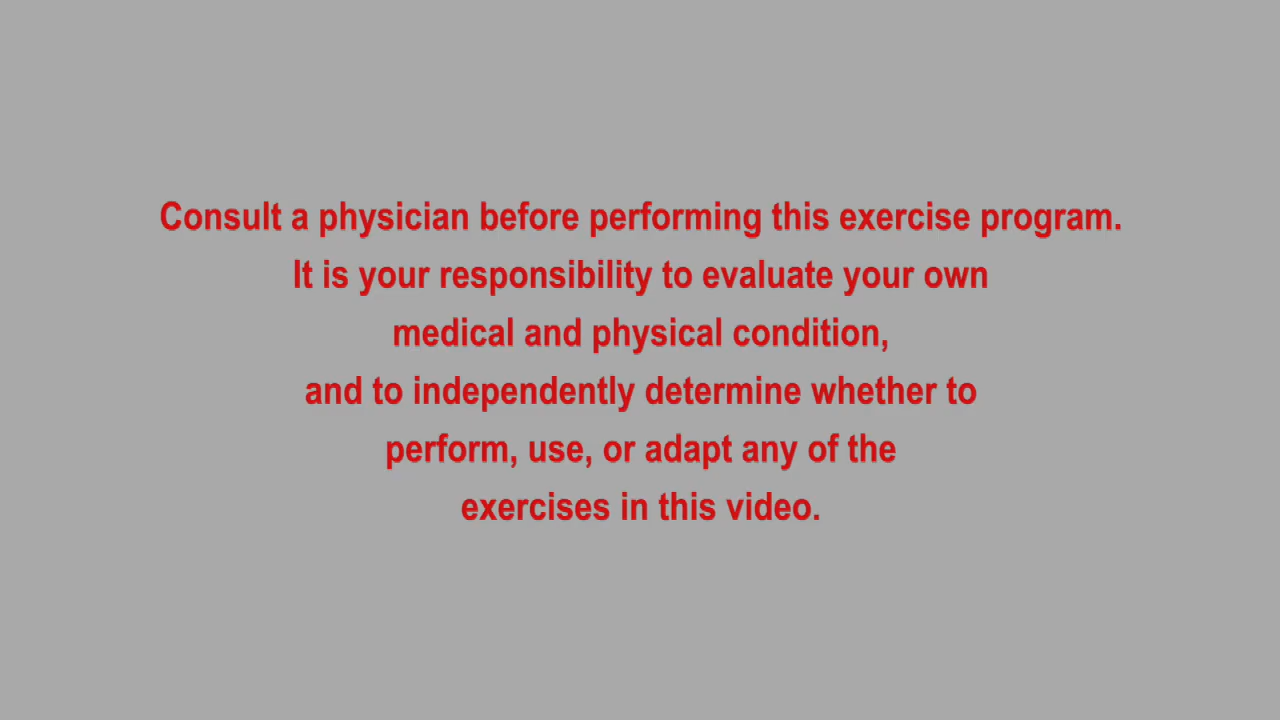 Consult a physician before performing this exercise program.
It is your responsibility to evaluate your own
medical and physical condition,
and to independently determine whether to
perform, use, or adapt any of the
exercises in this video.